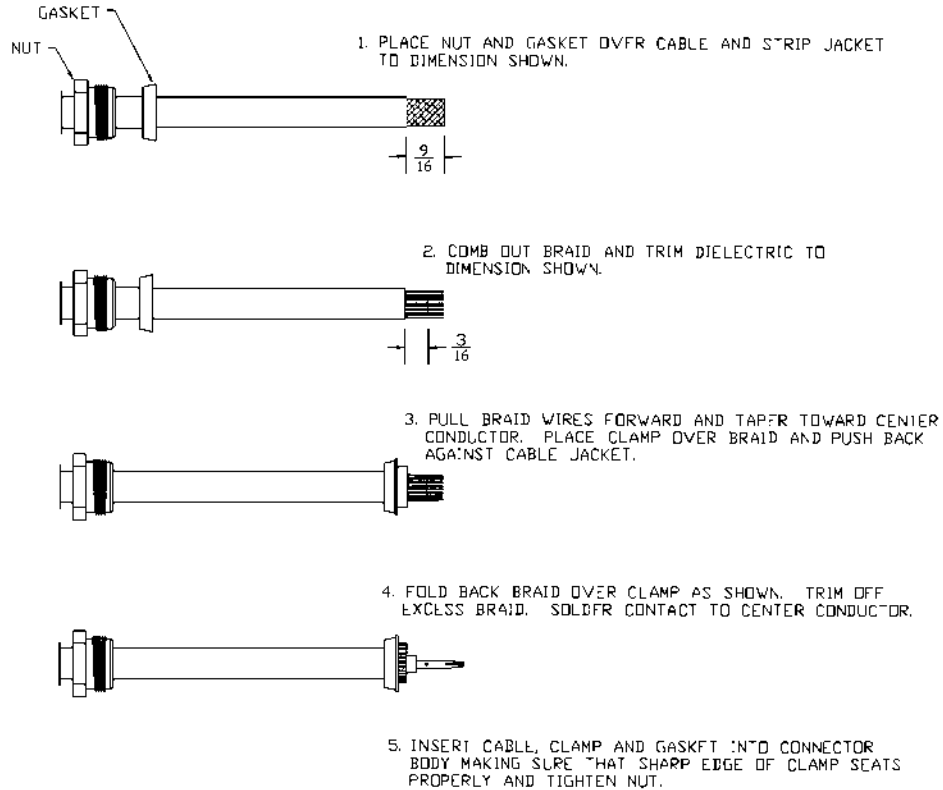 GASKET
NUT
1. PLACE NUT AND GASKET OVER CABLE AND STRIP JACKET
TO DIMENSION SHOWN.
9
16
2. COMB OUT BRAID AND TRIM DIELECTRIC TO
DIMENSION SHOWN.
3
16
3. PULL BRAID WIRES FORWARD AND TAPER TOWARD CENTER
CONDUCTOR. PLACE CLAMP OVER BRAID AND PUSH BACK
AGAINST CABLE JACKET.
4. FOLD BACK BRAID OVER CLAMP AS SHOWN. TRIM OFF
EXCESS BRAID. SOLDER CONTACT TO CENTER CONDUCTOR.
5. INSERT CABLE, CLAMP AND GASKET INTO CONNECTOR
BODY MAKING SURE THAT SHARP EDGE OF CLAMP SEATS
PROPERLY AND TIGHTEN NUT.